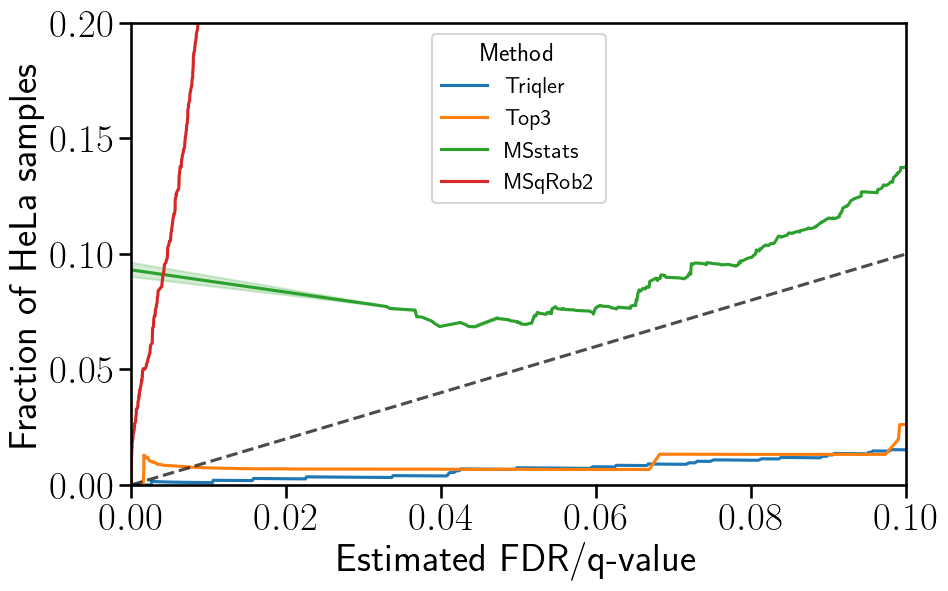 0.20
0.15
0.10
0.05
0.00
Fraction of HeLa samples
Method
Triqler
Top3
MSstats
MSqRob2
0.00 0.02 0.04 0.06 0.08 0.10
Estimated FDR/q-value